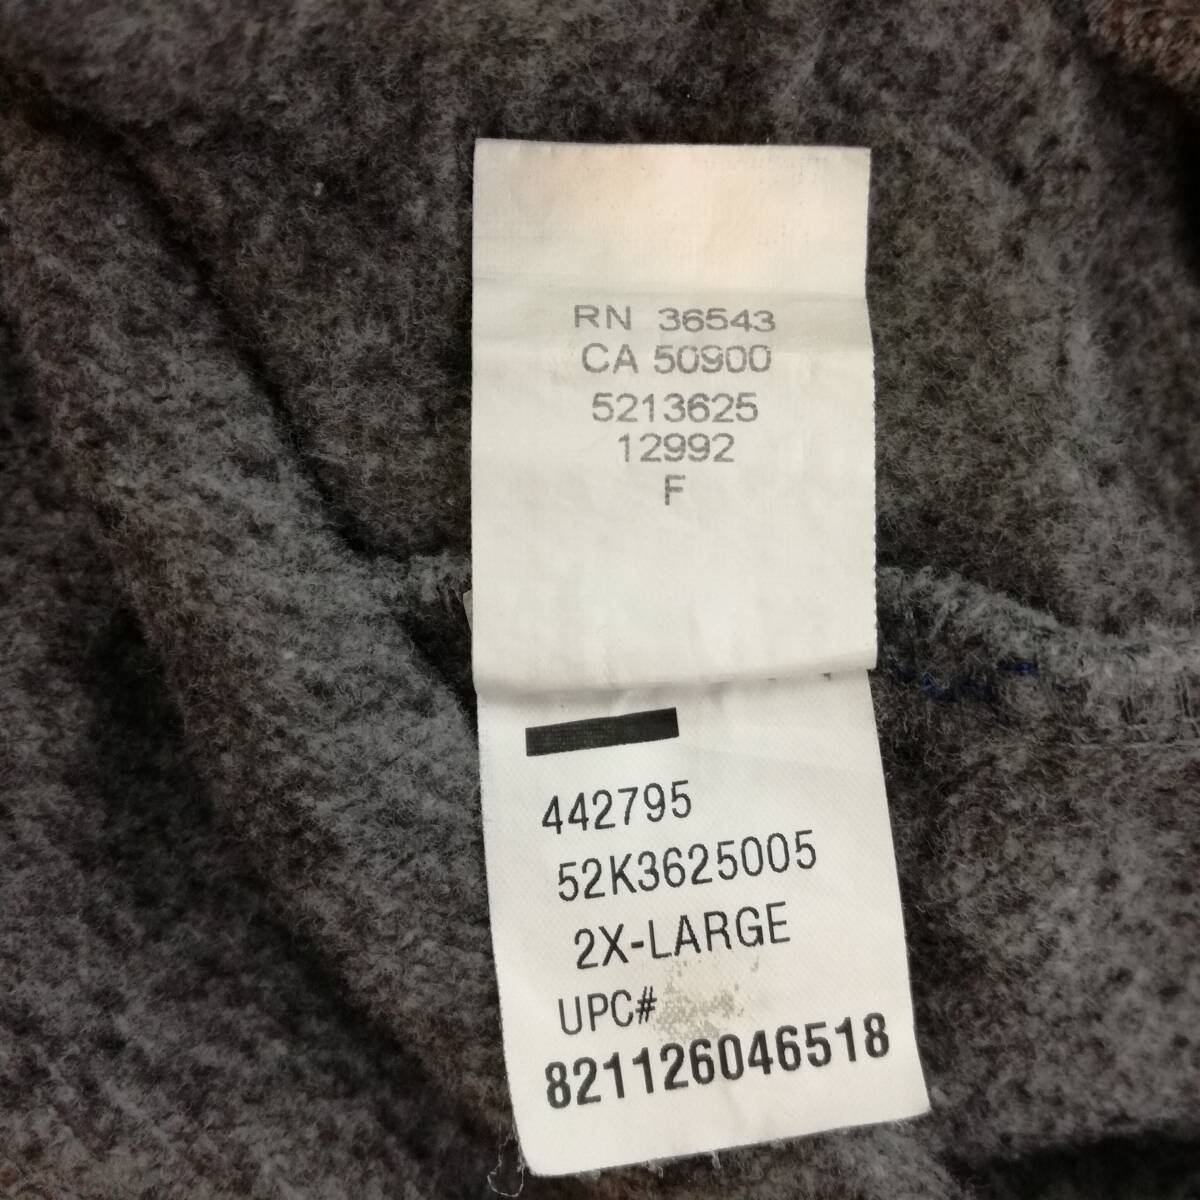 RN 36543
CA 50900
5213625
12992
F
442795
52K3625005
2X-LARGE
UPC#
821126046518